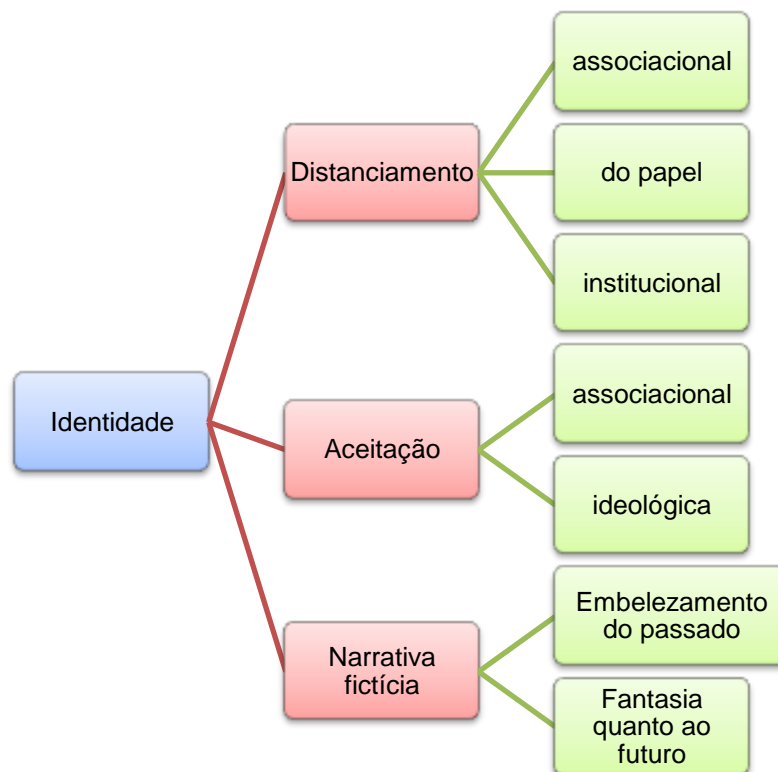 Identidade
Distanciamento
associacional
do papel
institucional
Aceitação
associacional
ideológica
Narrativa
fictícia
Embelezamento
do passado
Fantasia
quanto ao
futuro